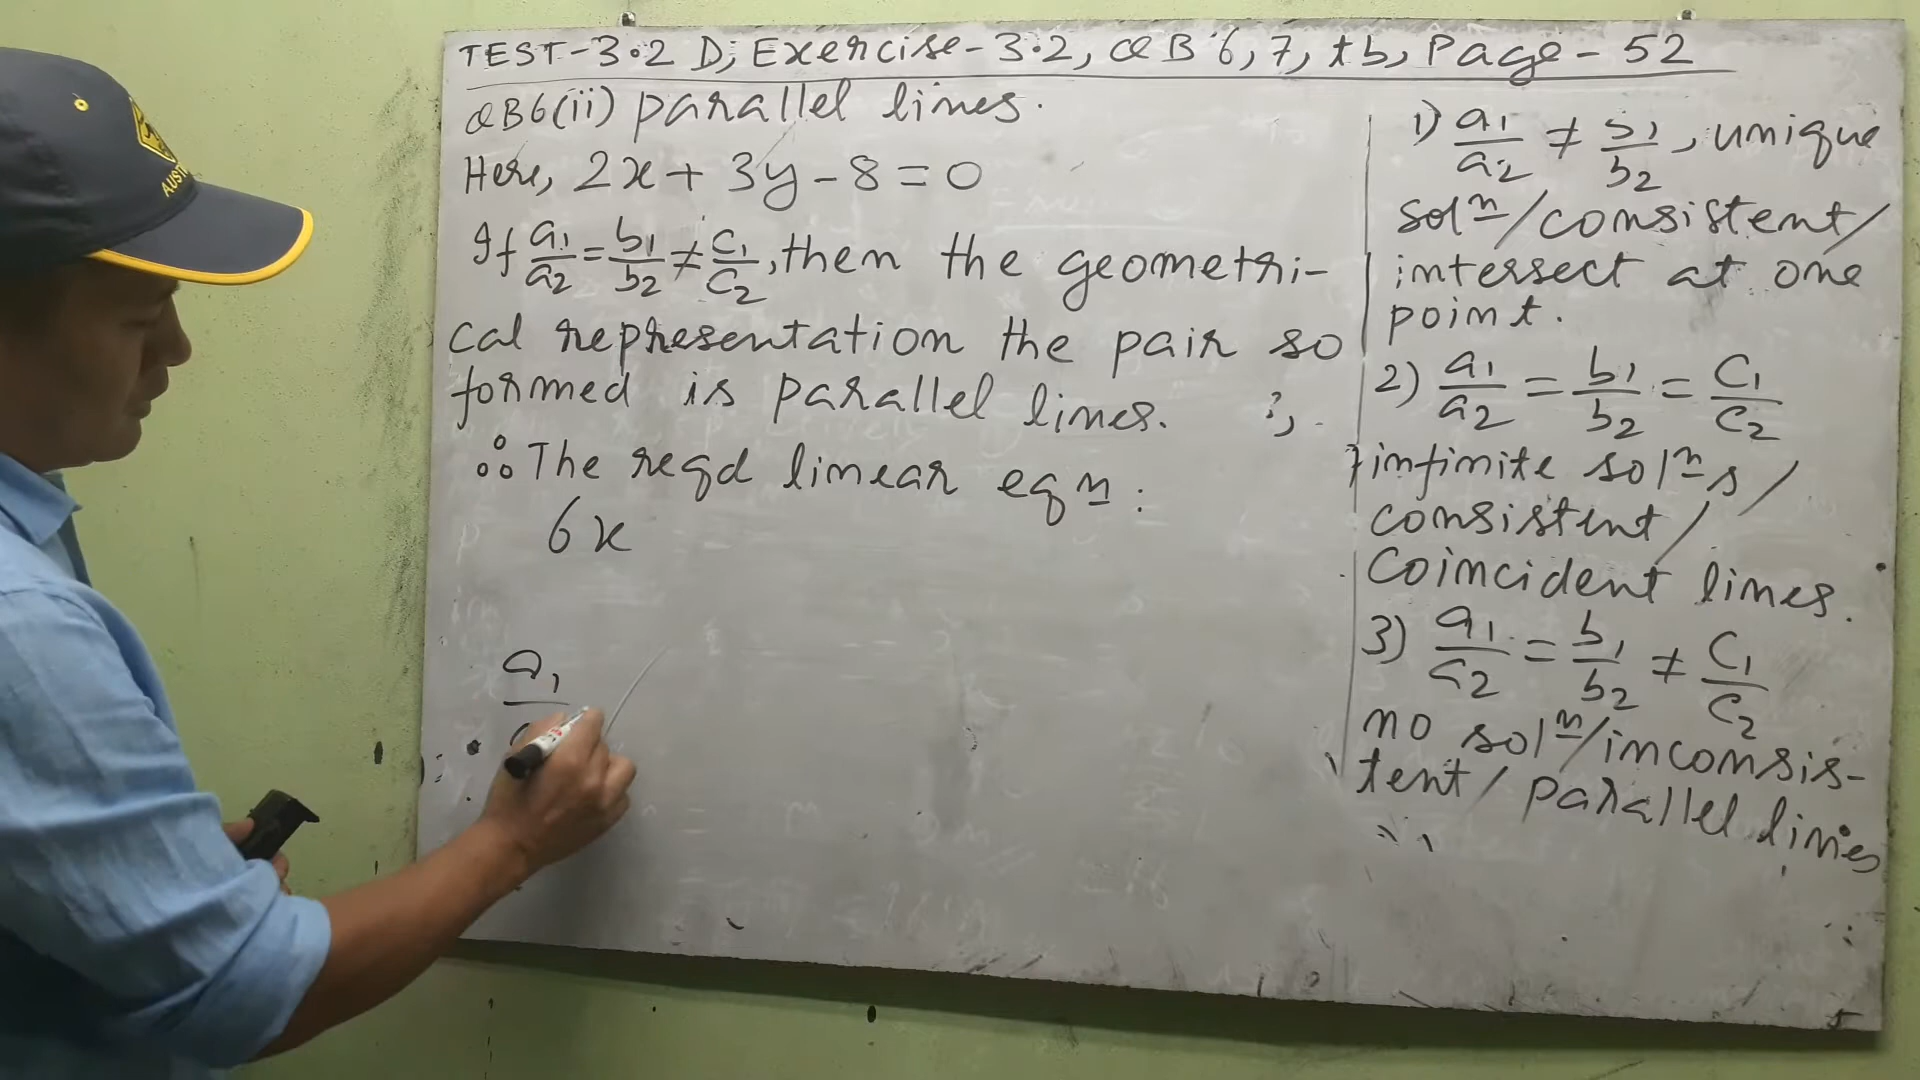 TEST-3.2 D; Exercise-3.2, QB 6, 7, tb, Page-52
QB6(ii) parallel lines.
Here, 2x + 3y - 8 = 0
If a₁/a₂ = b₁/b₂ ≠ c₁/c₂, then the geometri-
cal representation the pair so
formed is parallel lines.
∴ The reqd linear eqn:
6x
a₁
1) a₁/a₂ ≠ b₁/b₂, unique
solⁿ/consistent/
intersect at one
point.
2) a₁/a₂ = b₁/b₂ = c₁/c₂
infinite solⁿs/
consistent/
Coincident lines.
3) a₁/a₂ = b₁/b₂ ≠ c₁/c₂
no solⁿ/inconsis-
tent/parallel lines
AUST